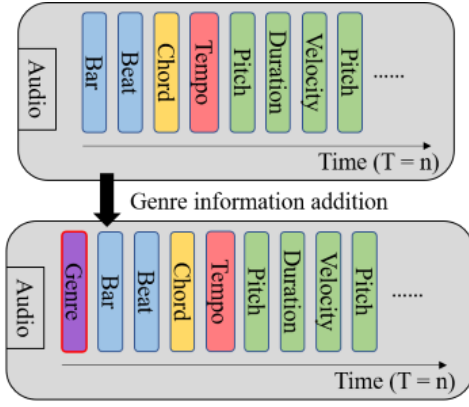 Audio
Bar
Beat
Chord
Tempo
Pitch
Duration
Velocity
Pitch
......
Time (T = n)
Genre information addition
Audio
Genre
Bar
Beat
Chord
Tempo
Pitch
Duration
Velocity
Pitch
......
Time (T = n)